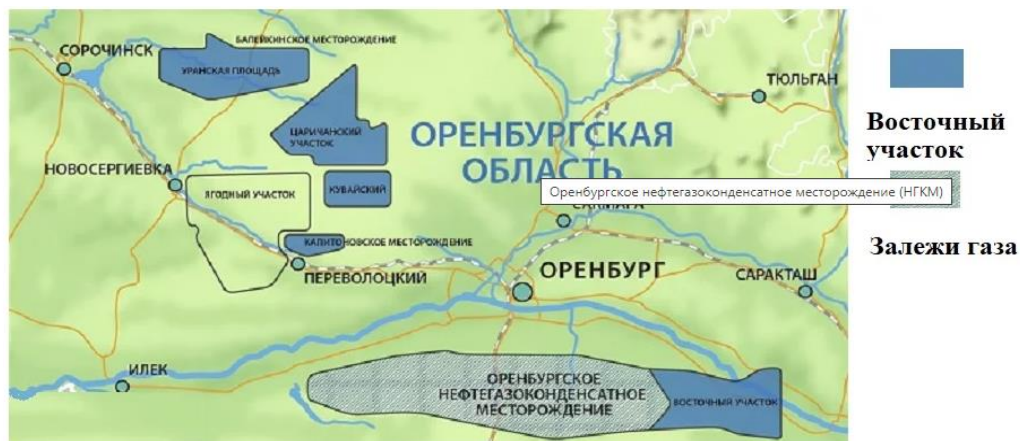 БАЛЕЙКИНСКОЕ МЕСТОРОЖДЕНИЕ
СОРОЧИНСК
УРАНСКАЯ ПЛОЩАДЬ
ТЮЛЬГАН
ЦАРИЧАНСКИЙ
УЧАСТОК
ОРЕНБУРГСКАЯ
ОБЛАСТЬ
Восточный
участок
НОВОСЕРГИЕВКА
ЯГОДНЫЙ УЧАСТОК
КУВАЙСКИЙ
Оренбургское нефтегазоконденсатное месторождение (НГКМ)
КАПИТОНОВСКОЕ МЕСТОРОЖДЕНИЕ
Залежи газа
ПЕРЕВОЛОЦКИЙ
ОРЕНБУРГ
САРАКТАШ
ИЛЕК
ОРЕНБУРГСКОЕ
НЕФТЕГАЗОКОНДЕНСАТНОЕ
МЕСТОРОЖДЕНИЕ
ВОСТОЧНЫЙ УЧАСТОК